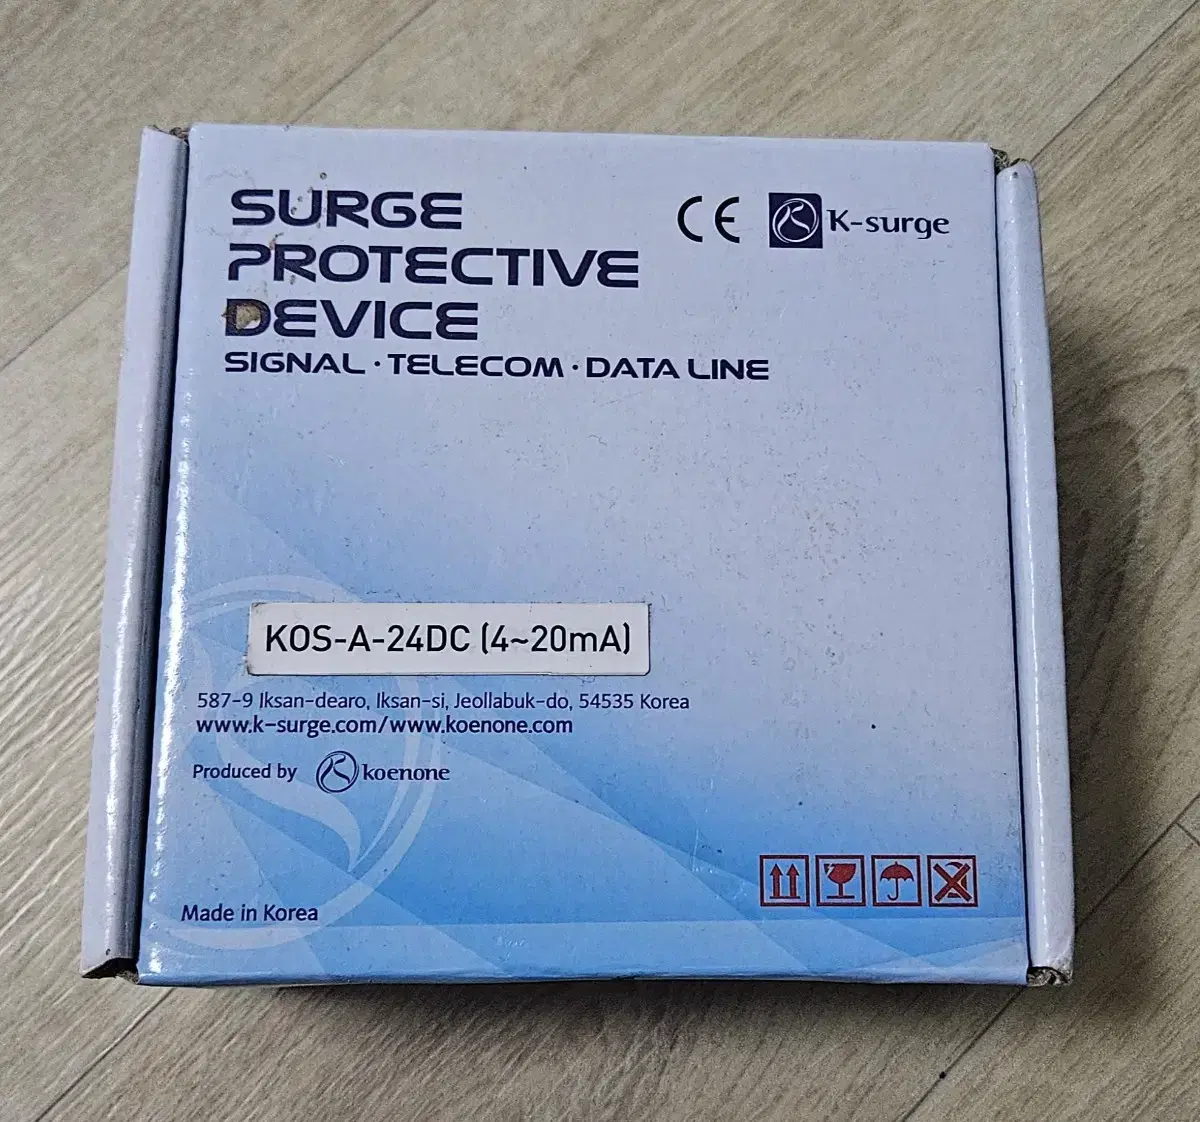 SURGE
PROTECTIVE
DEVICE
SIGNAL · TELECOM · DATA LINE
CE
K-surge
KOS-A-24DC (4~20mA)
587-9 Iksan-dearo, Iksan-si, Jeollabuk-do, 54535 Korea
www.k-surge.com/www.koenone.com
Produced by koenone
Made in Korea